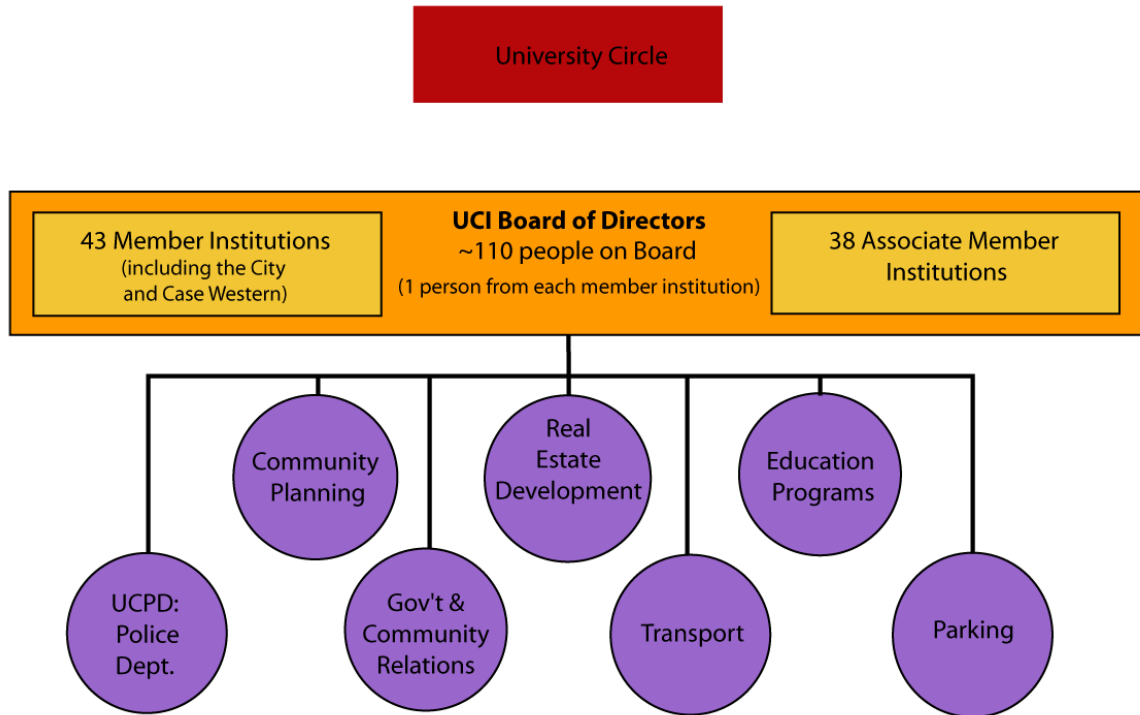 University Circle
UCI Board of Directors
~110 people on Board
(1 person from each member institution)
43 Member Institutions
(including the City
and Case Western)
38 Associate Member
Institutions
Community
Planning
Real
Estate
Development
Education
Programs
UCPD:
Police
Dept.
Gov't &
Community
Relations
Transport
Parking